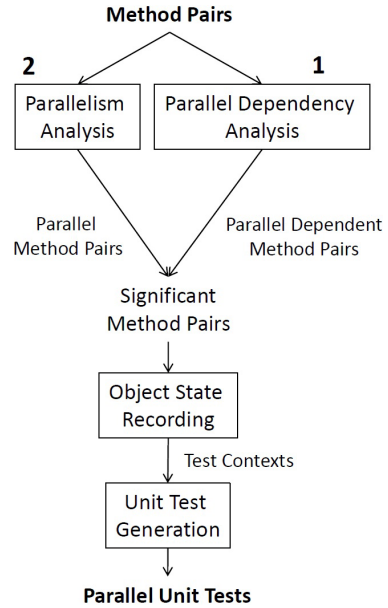 Method Pairs
2
1
Parallelism
Analysis
Parallel Dependency
Analysis
Parallel
Method Pairs
Parallel Dependent
Method Pairs
Significant
Method Pairs
Object State
Recording
Test Contexts
Unit Test
Generation
Parallel Unit Tests